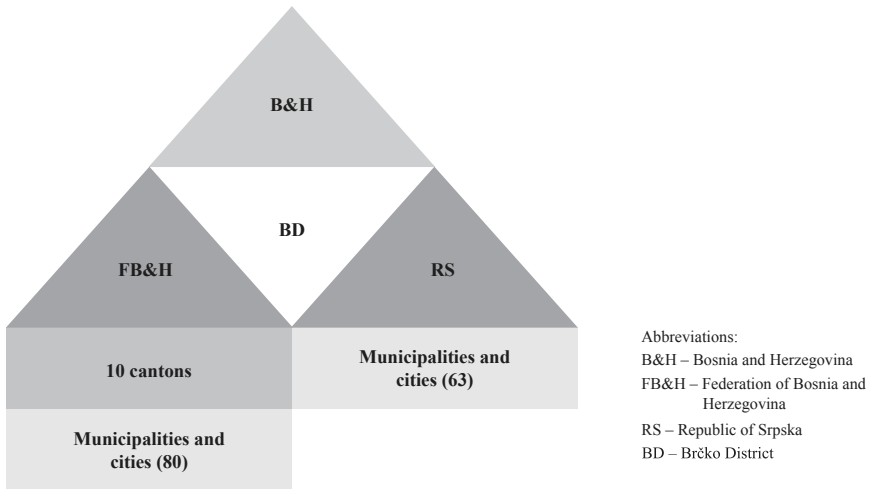 B&H
BD
FB&H
RS
10 cantons
Municipalities and
cities (63)
Municipalities and
cities (80)
Abbreviations:
B&H – Bosnia and Herzegovina
FB&H – Federation of Bosnia and
Herzegovina
RS – Republic of Srpska
BD – Brčko District